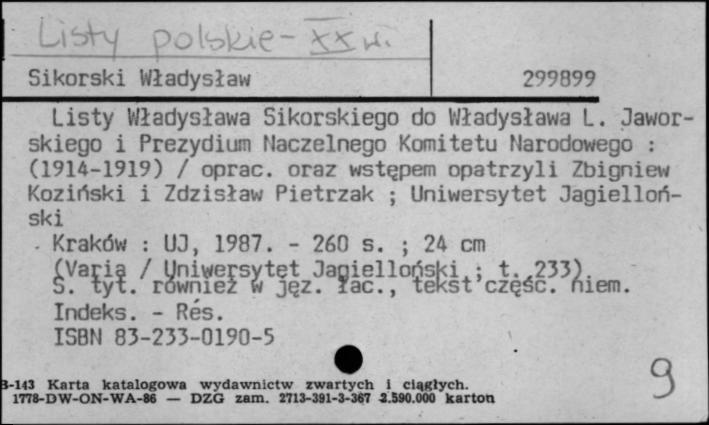 Listy polskie - XX w.
Sikorski Władysław 299899
Listy Władysława Sikorskiego do Władysława L. Jawor-
skiego i Prezydium Naczelnego Komitetu Narodowego :
(1914-1919) / oprac. oraz wstępem opatrzyli Zbigniew
Koziński i Zdzisław Pietrzak ; Uniwersytet Jagielloń-
ski
Kraków : UJ, 1987. - 260 s. ; 24 cm
(Varia / Uniwersytet Jagielloński ; t. 233)
S. tyt. również w jęz. łac., tekst częśc. niem.
Indeks. - Rés.
ISBN 83-233-0190-5
9
B-143 Karta katalogowa wydawnictw zwartych i ciągłych.
1778-DW-ON-WA-86 — DZG zam. 2713-391-3-367 2.590.000 karton